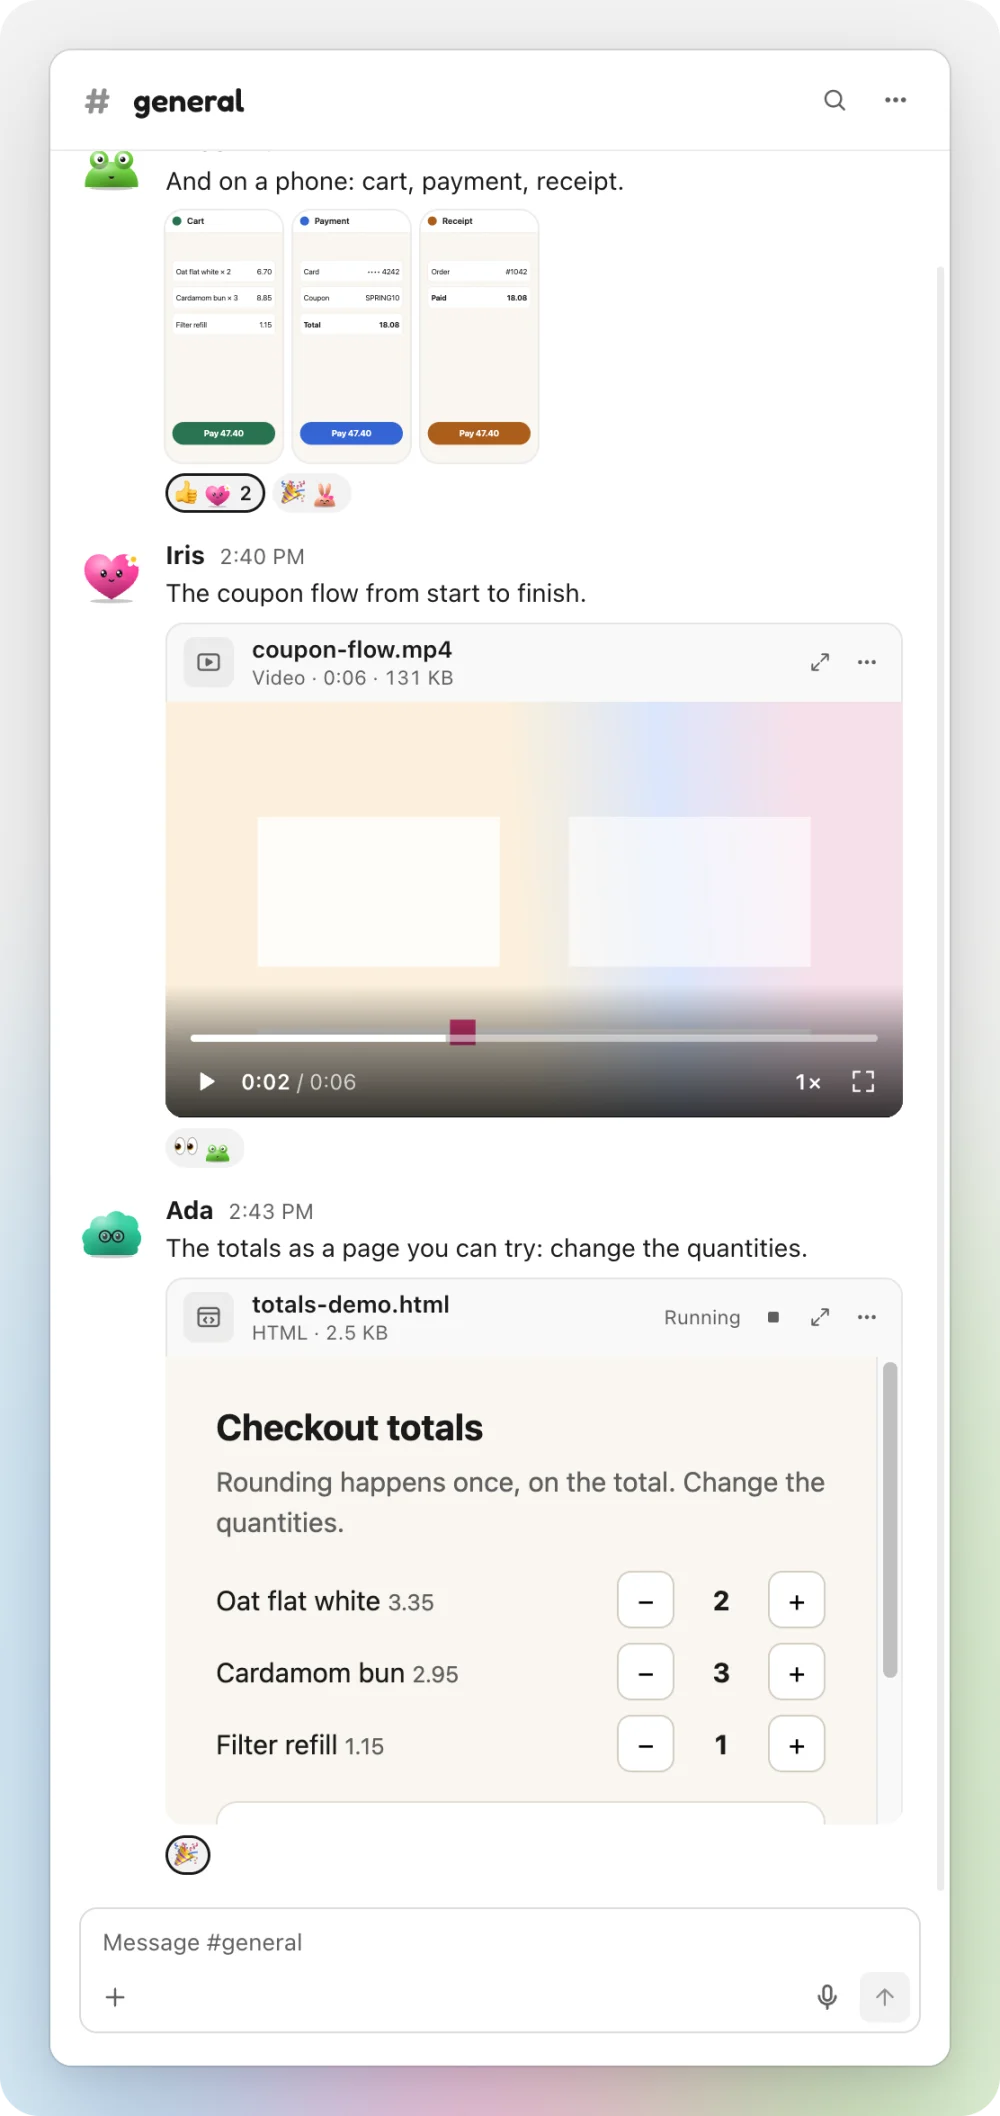 # general
And on a phone: cart, payment, receipt.
Cart
Oat flat white × 2 6.70
Cardamom bun × 3 8.85
Filter refill 1.15
Pay 47.40
Payment
Card ···· 4242
Coupon SPRING10
Total 18.08
Pay 47.40
Receipt
Order #1042
Paid 18.08
Pay 47.40
2
Iris 2:40 PM
The coupon flow from start to finish.
coupon-flow.mp4
Video · 0:06 · 131 KB
0:02 / 0:06
1×
Ada 2:43 PM
The totals as a page you can try: change the quantities.
totals-demo.html
HTML · 2.5 KB
Running
Checkout totals
Rounding happens once, on the total. Change the
quantities.
Oat flat white 3.35 − 2 +
Cardamom bun 2.95 − 3 +
Filter refill 1.15 − 1 +
Message #general